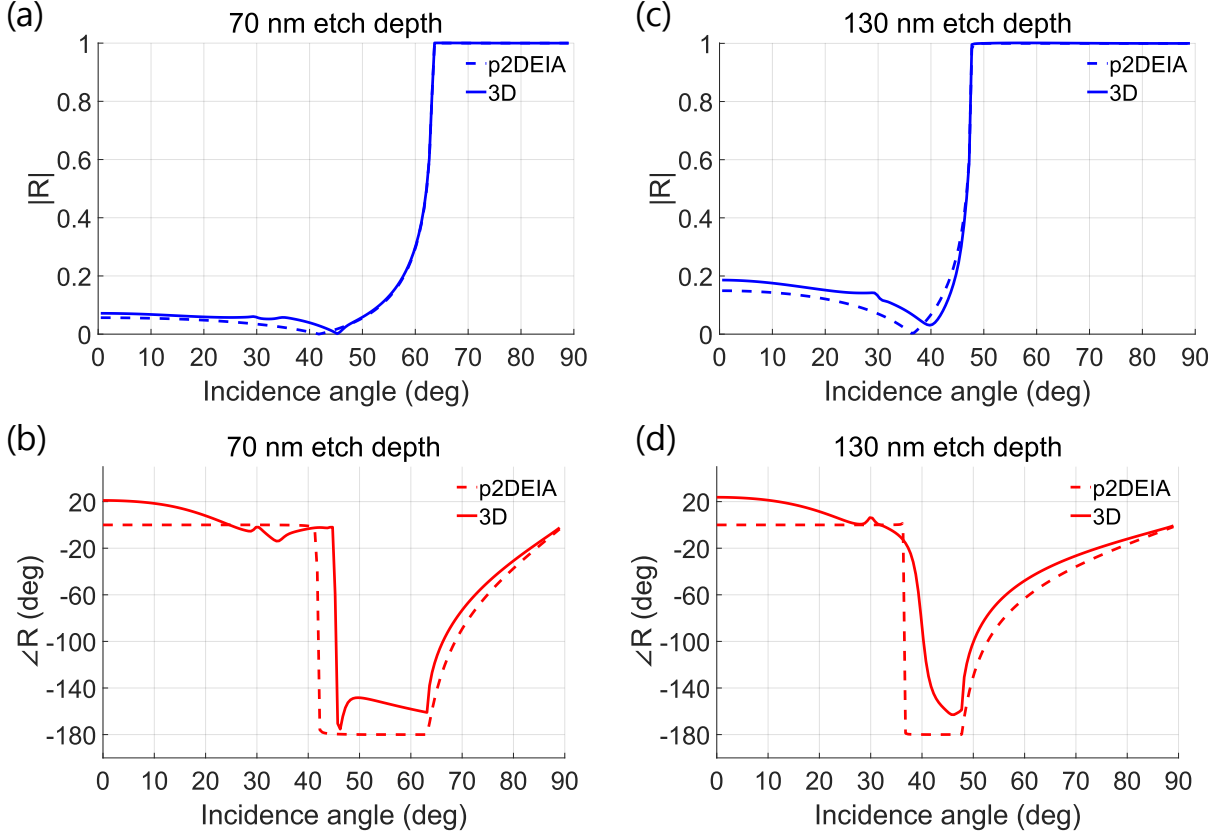 (a)
70 nm etch depth
1
0.8
0.6
0.4
0.2
0
|R|
p2DEIA
3D
0 10 20 30 40 50 60 70 80 90
Incidence angle (deg)
(c)
130 nm etch depth
1
0.8
0.6
0.4
0.2
0
|R|
p2DEIA
3D
0 10 20 30 40 50 60 70 80 90
Incidence angle (deg)
(b)
70 nm etch depth
20
-20
-60
-100
-140
-180
∠R (deg)
p2DEIA
3D
0 10 20 30 40 50 60 70 80 90
Incidence angle (deg)
(d)
130 nm etch depth
20
-20
-60
-100
-140
-180
∠R (deg)
p2DEIA
3D
0 10 20 30 40 50 60 70 80 90
Incidence angle (deg)